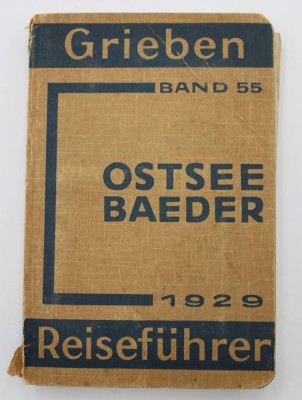 Grieben
BAND 55
OSTSEE
BAEDER
1929
Reiseführer